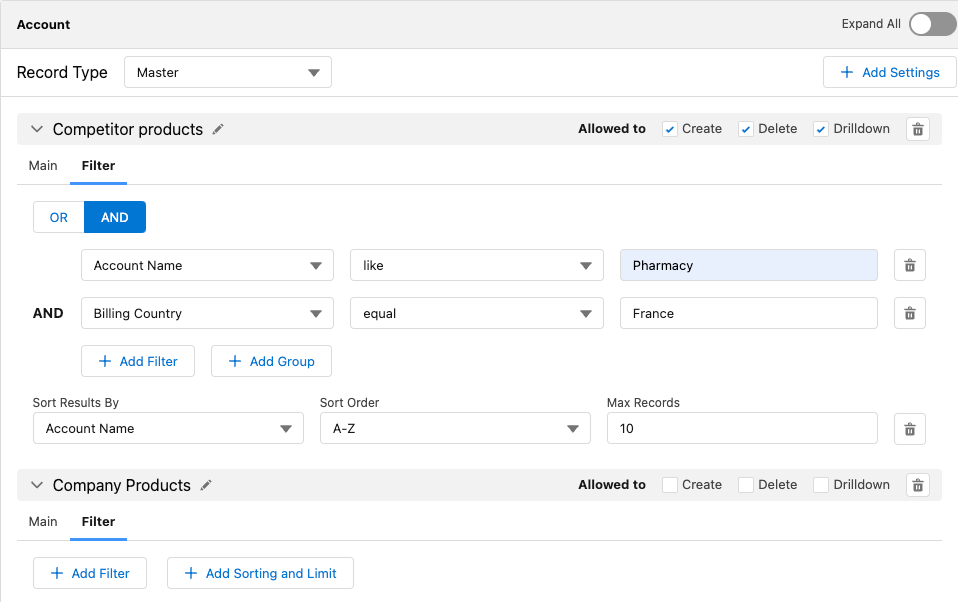 Account Expand All
Record Type Master Add Settings
Competitor products Allowed to Create Delete Drilldown
Main Filter
OR AND
Account Name like Pharmacy
AND Billing Country equal France
Add Filter Add Group
Sort Results By Sort Order Max Records
Account Name A-Z 10
Company Products Allowed to Create Delete Drilldown
Main Filter
Add Filter Add Sorting and Limit